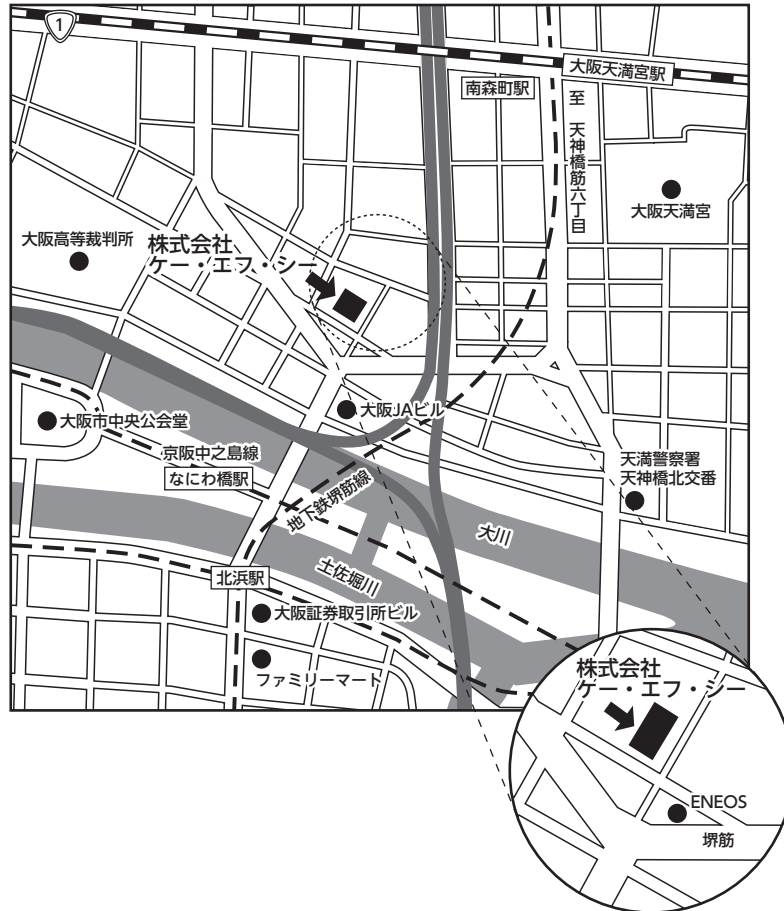 1
大阪天満宮駅
南森町駅
至 天神橋筋六丁目
大阪天満宮
大阪高等裁判所
株式会社
ケー・エフ・シー
大阪JAビル
大阪市中央公会堂
京阪中之島線
なにわ橋駅
地下鉄堺筋線
天満警察署
天神橋北交番
大川
土佐堀川
北浜駅
大阪証券取引所ビル
ファミリーマート
株式会社
ケー・エフ・シー
ENEOS
堺筋